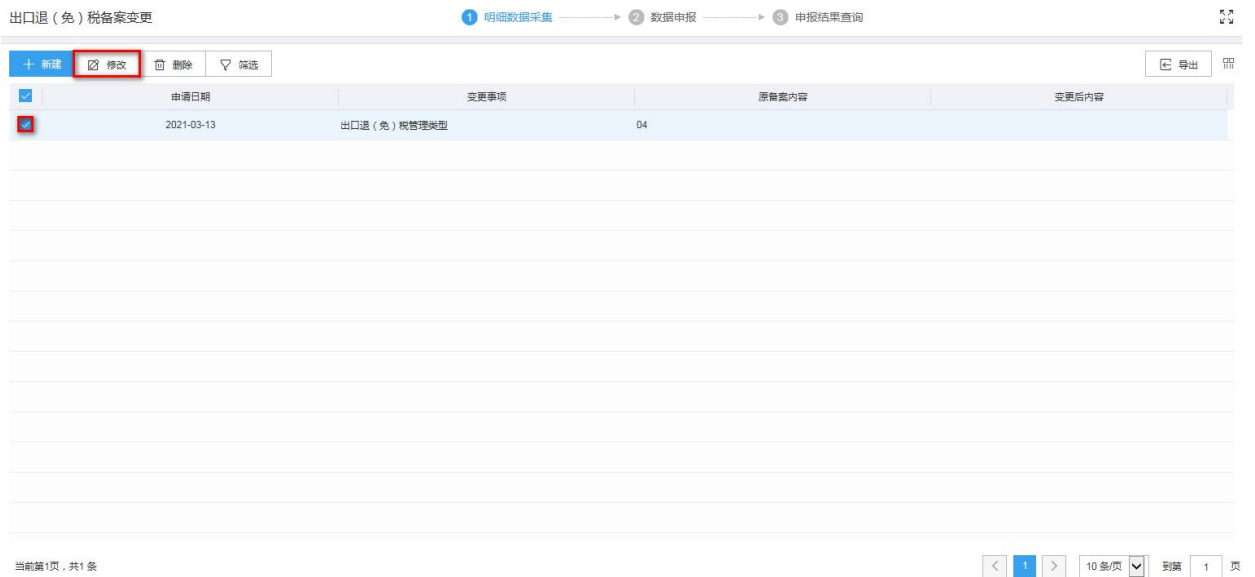 出口退（免）税备案变更 1 明细数据采集 2 数据申报 3 申报结果查询
新建 修改 删除 筛选 导出
申请日期 变更事项 原备案内容 变更后内容
2021-03-13 出口退（免）税管理类型 04
当前第1页，共1条 1 10条/页 到第 1 页